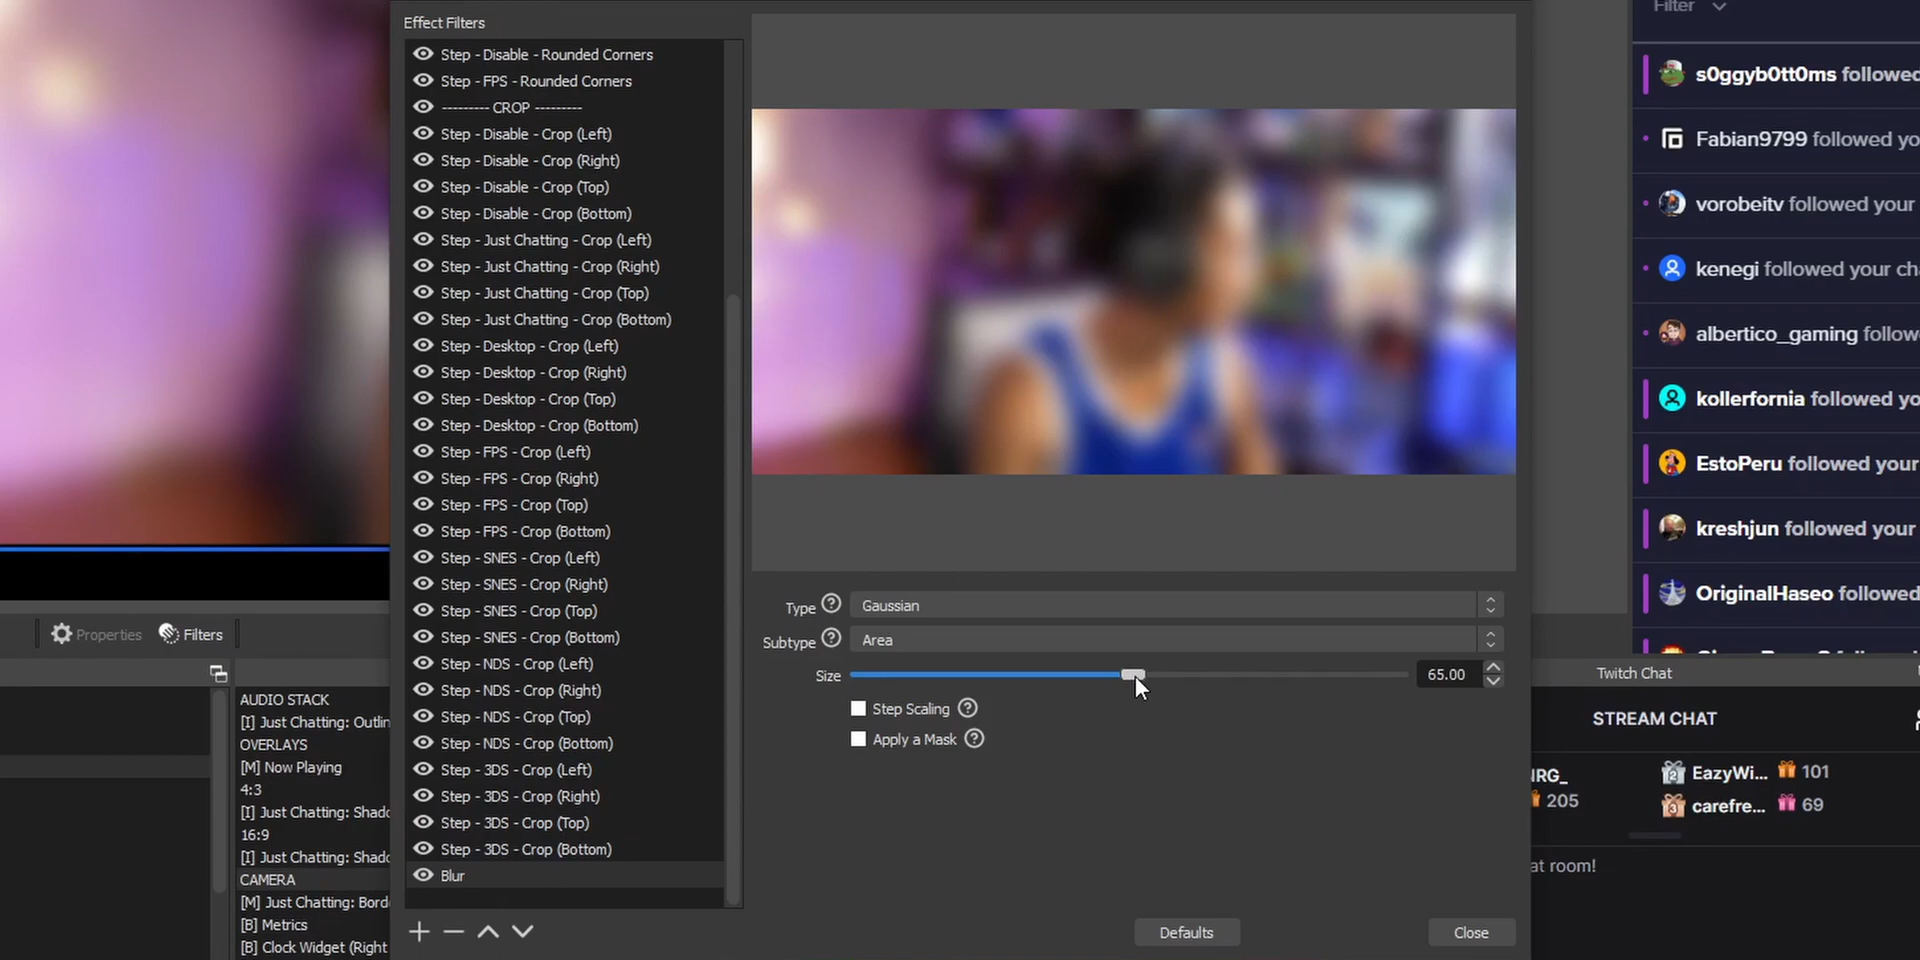 Effect Filters
Step - Disable - Rounded Corners
Step - FPS - Rounded Corners
--------- CROP ---------
Step - Disable - Crop (Left)
Step - Disable - Crop (Right)
Step - Disable - Crop (Top)
Step - Disable - Crop (Bottom)
Step - Just Chatting - Crop (Left)
Step - Just Chatting - Crop (Right)
Step - Just Chatting - Crop (Top)
Step - Just Chatting - Crop (Bottom)
Step - Desktop - Crop (Left)
Step - Desktop - Crop (Right)
Step - Desktop - Crop (Top)
Step - Desktop - Crop (Bottom)
Step - FPS - Crop (Left)
Step - FPS - Crop (Right)
Step - FPS - Crop (Top)
Step - FPS - Crop (Bottom)
Step - SNES - Crop (Left)
Step - SNES - Crop (Right)
Step - SNES - Crop (Top)
Step - SNES - Crop (Bottom)
Step - NDS - Crop (Left)
Step - NDS - Crop (Right)
Step - NDS - Crop (Top)
Step - NDS - Crop (Bottom)
Step - 3DS - Crop (Left)
Step - 3DS - Crop (Right)
Step - 3DS - Crop (Top)
Step - 3DS - Crop (Bottom)
Blur
Type Gaussian
Subtype Area
Size 65.00
Step Scaling
Apply a Mask
Defaults Close
Properties Filters
AUDIO STACK
[I] Just Chatting: Outlin
OVERLAYS
[M] Now Playing
4:3
[I] Just Chatting: Shado
16:9
[I] Just Chatting: Shado
CAMERA
[M] Just Chatting: Borde
[B] Metrics
[B] Clock Widget (Right
Filter
s0ggyb0tt0ms followed
Fabian9799 followed yo
vorobeitv followed your
kenegi followed your cha
albertico_gaming follow
kollerfornia followed yo
EstoPeru followed your
kreshjun followed your
OriginalHaseo followed
Twitch Chat
STREAM CHAT
NRG_ 205
EazyWi... 101
carefre... 69
at room!